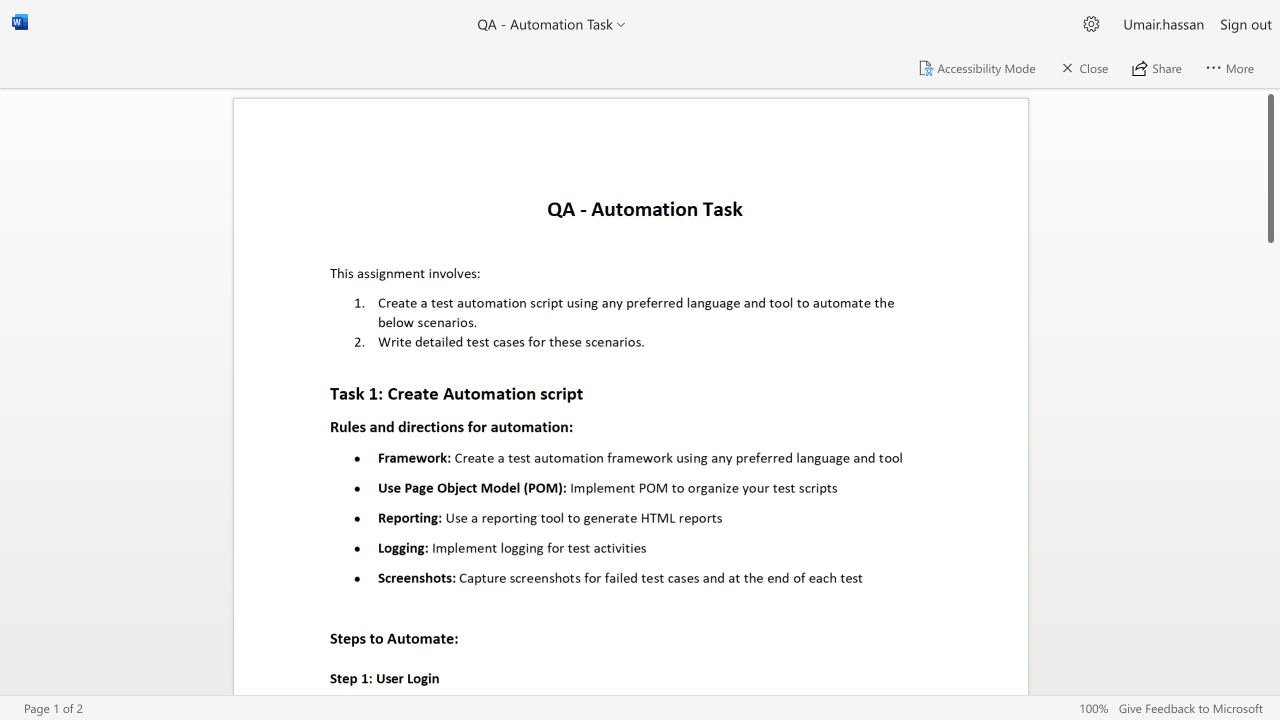 W
QA - Automation Task
Umair.hassan
Sign out
Accessibility Mode
Close
Share
More
QA - Automation Task
This assignment involves:
1. Create a test automation script using any preferred language and tool to automate the
below scenarios.
2. Write detailed test cases for these scenarios.
Task 1: Create Automation script
Rules and directions for automation:
• Framework: Create a test automation framework using any preferred language and tool
• Use Page Object Model (POM): Implement POM to organize your test scripts
• Reporting: Use a reporting tool to generate HTML reports
• Logging: Implement logging for test activities
• Screenshots: Capture screenshots for failed test cases and at the end of each test
Steps to Automate:
Step 1: User Login
Page 1 of 2
100%
Give Feedback to Microsoft